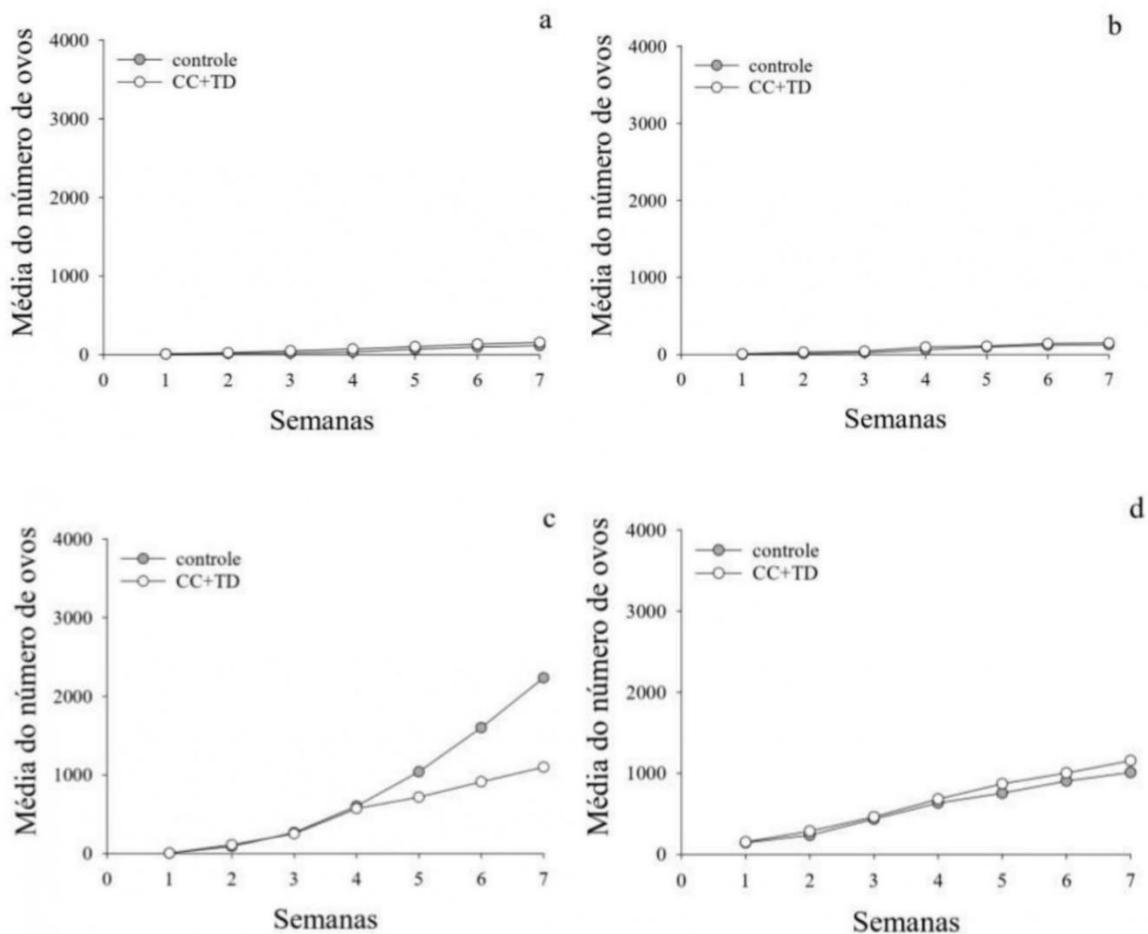 a
Média do número de ovos
4000
3000
2000
1000
0
controle
CC+TD
0 1 2 3 4 5 6 7
Semanas
b
Média do número de ovos
4000
3000
2000
1000
0
controle
CC+TD
0 1 2 3 4 5 6 7
Semanas
c
Média do número de ovos
4000
3000
2000
1000
0
controle
CC+TD
0 1 2 3 4 5 6 7
Semanas
d
Média do número de ovos
4000
3000
2000
1000
0
controle
CC+TD
0 1 2 3 4 5 6 7
Semanas